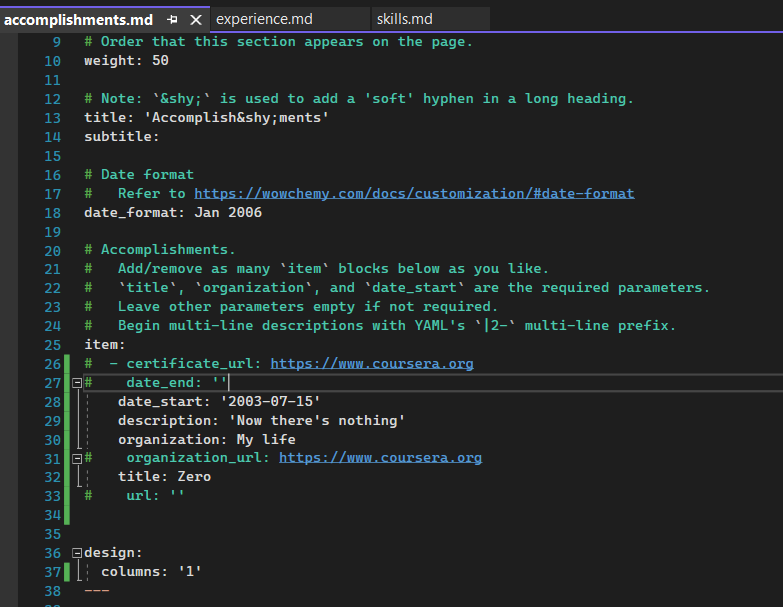 accomplishments.md experience.md skills.md
9 # Order that this section appears on the page.
10 weight: 50
11
12 # Note: `&shy;` is used to add a 'soft' hyphen in a long heading.
13 title: 'Accomplish&shy;ments'
14 subtitle:
15
16 # Date format
17 #   Refer to https://wowchemy.com/docs/customization/#date-format
18 date_format: Jan 2006
19
20 # Accomplishments.
21 #   Add/remove as many `item` blocks below as you like.
22 #   `title`, `organization`, and `date_start` are the required parameters.
23 #   Leave other parameters empty if not required.
24 #   Begin multi-line descriptions with YAML's `|2-` multi-line prefix.
25 item:
26 #  - certificate_url: https://www.coursera.org
27 #    date_end: ''
28     date_start: '2003-07-15'
29     description: 'Now there's nothing'
30     organization: My life
31 #    organization_url: https://www.coursera.org
32     title: Zero
33 #    url: ''
34
35
36 design:
37   columns: '1'
38 ---